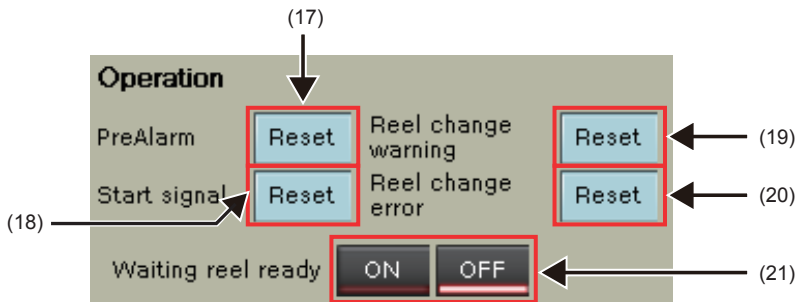 (17)
Operation
PreAlarm Reset Reel change warning Reset (19)
Start signal Reset Reel change error Reset (20)
(18)
Waiting reel ready ON OFF (21)